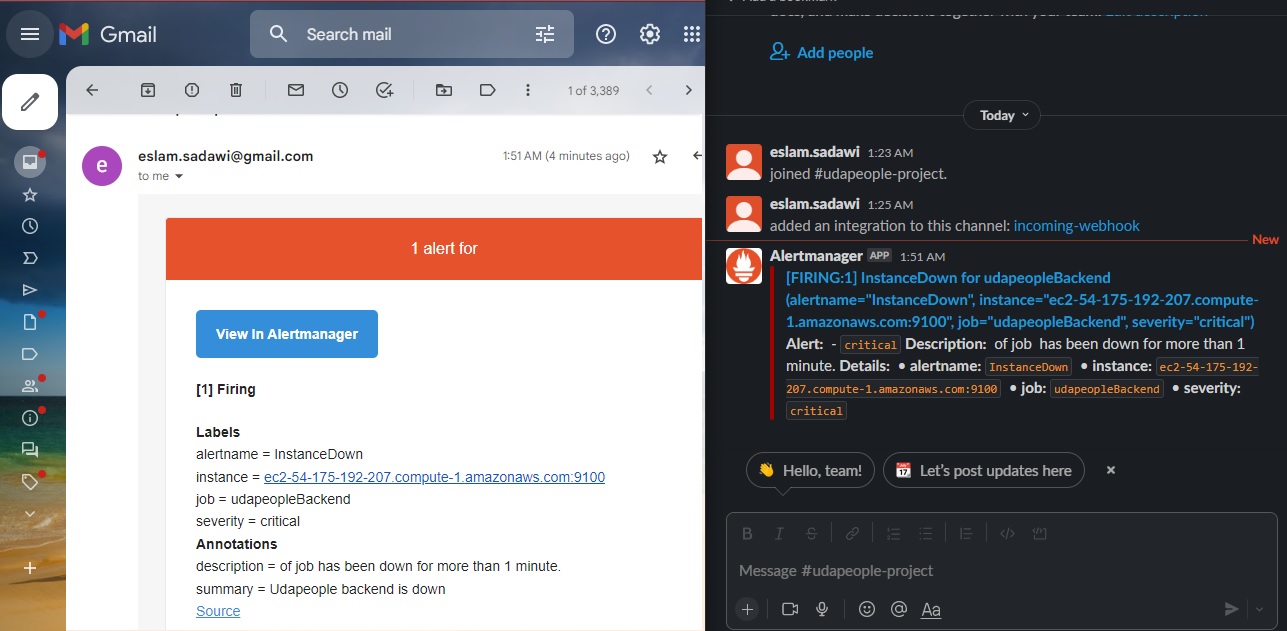 Gmail
Search mail
1 of 3,389
e
eslam.sadawi@gmail.com
1:51 AM (4 minutes ago)
to me
1 alert for
View In Alertmanager
[1] Firing
Labels
alertname = InstanceDown
instance = ec2-54-175-192-207.compute-1.amazonaws.com:9100
job = udapeopleBackend
severity = critical
Annotations
description = of job has been down for more than 1 minute.
summary = Udapeople backend is down
Source
Add people
Today
eslam.sadawi 1:23 AM
joined #udapeople-project.
eslam.sadawi 1:25 AM
added an integration to this channel: incoming-webhook
New
Alertmanager APP 1:51 AM
[FIRING:1] InstanceDown for udapeopleBackend
(alertname="InstanceDown", instance="ec2-54-175-192-207.compute-
1.amazonaws.com:9100", job="udapeopleBackend", severity="critical")
Alert: - critical Description: of job has been down for more than 1
minute. Details: • alertname: InstanceDown • instance: ec2-54-175-192-
207.compute-1.amazonaws.com:9100 • job: udapeopleBackend • severity:
critical
Hello, team!
Let's post updates here
B I S
Message #udapeople-project
Aa